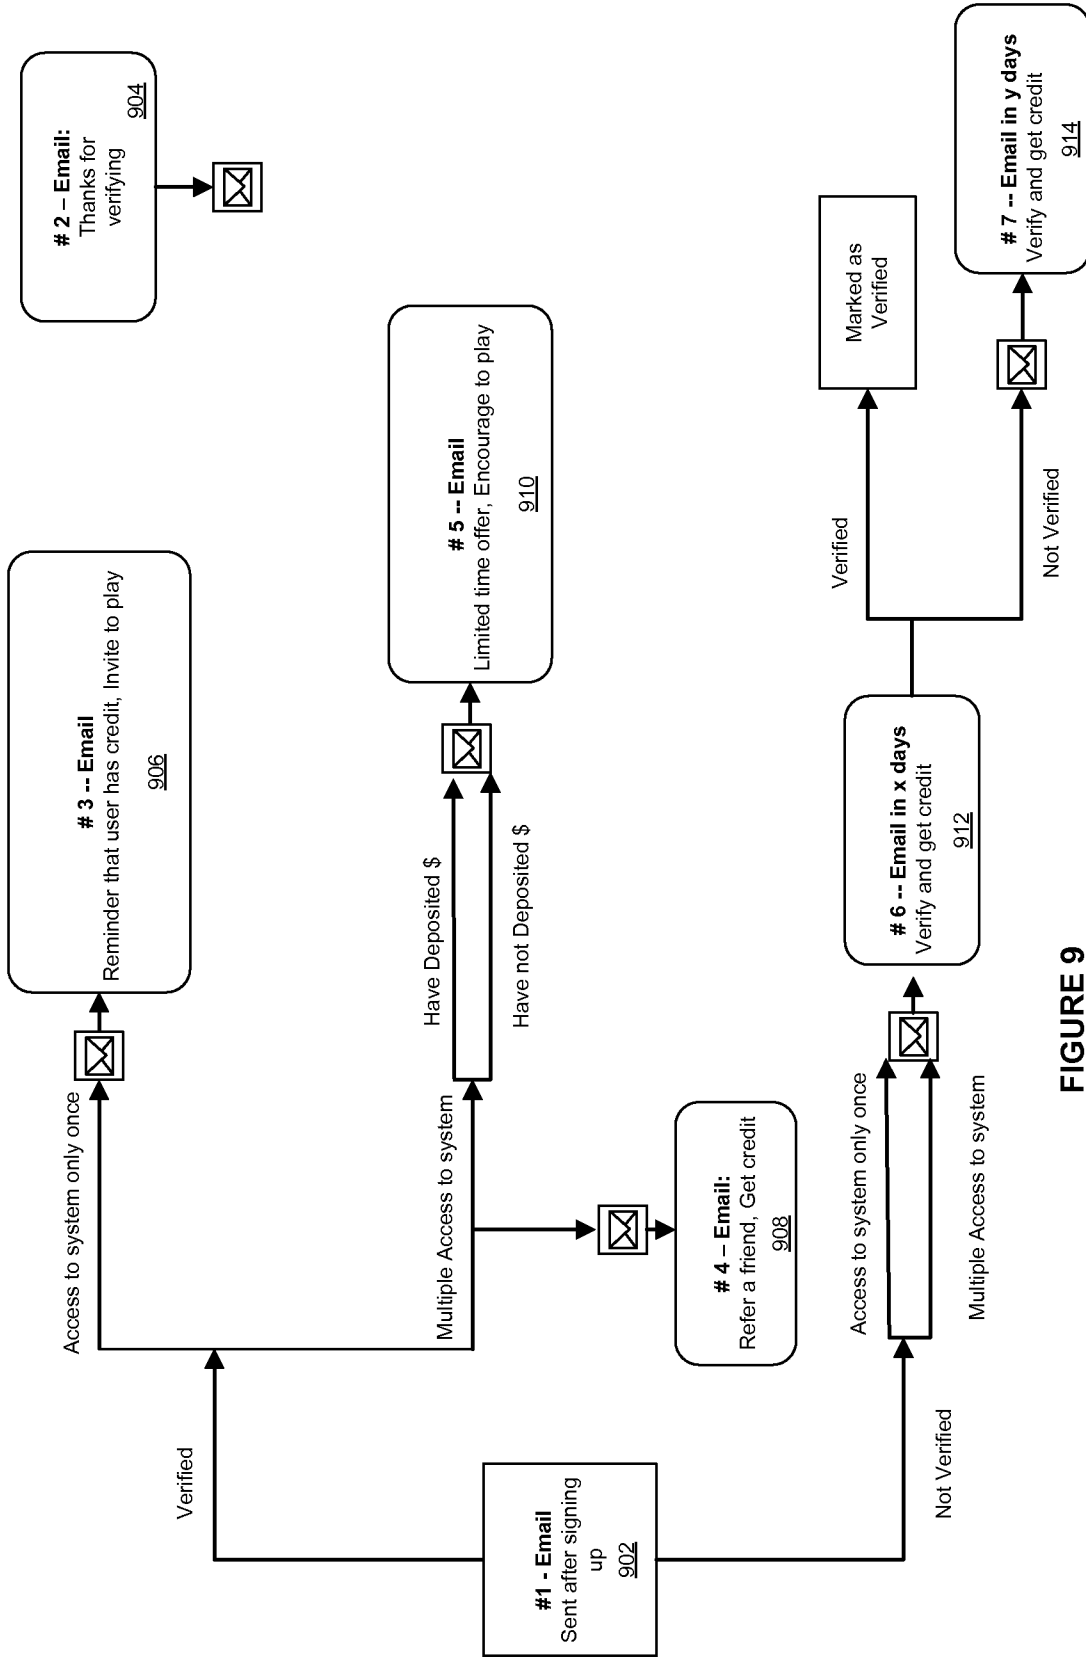 # 2 – Email:
Thanks for
verifying
904
# 3 -- Email
Reminder that user has credit, Invite to play
906
Access to system only once
Verified
# 5 -- Email
Limited time offer, Encourage to play
910
Have Deposited $
Have not Deposited $
Multiple Access to system
#1 - Email
Sent after signing
up
902
# 4 – Email:
Refer a friend, Get credit
908
Not Verified
Access to system only once
Multiple Access to system
# 6 -- Email in x days
Verify and get credit
912
Verified
Not Verified
Marked as
Verified
# 7 -- Email in y days
Verify and get credit
914
FIGURE 9